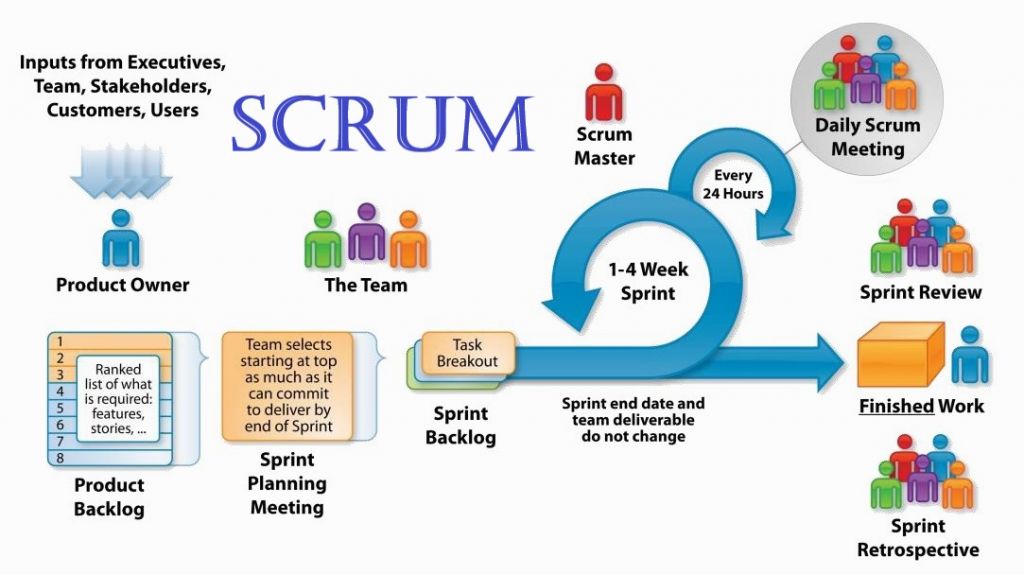 Inputs from Executives,
Team, Stakeholders,
Customers, Users
SCRUM
Product Owner
The Team
Scrum
Master
Every
24 Hours
Daily Scrum
Meeting
1-4 Week
Sprint
Sprint Review
1
2
3
4
5
6
7
8
Ranked
list of what
is required:
features,
stories, ...
Product
Backlog
Team selects
starting at top
as much as it
can commit
to deliver by
end of Sprint
Sprint
Planning
Meeting
Task
Breakout
Sprint
Backlog
Sprint end date and
team deliverable
do not change
Finished Work
Sprint
Retrospective